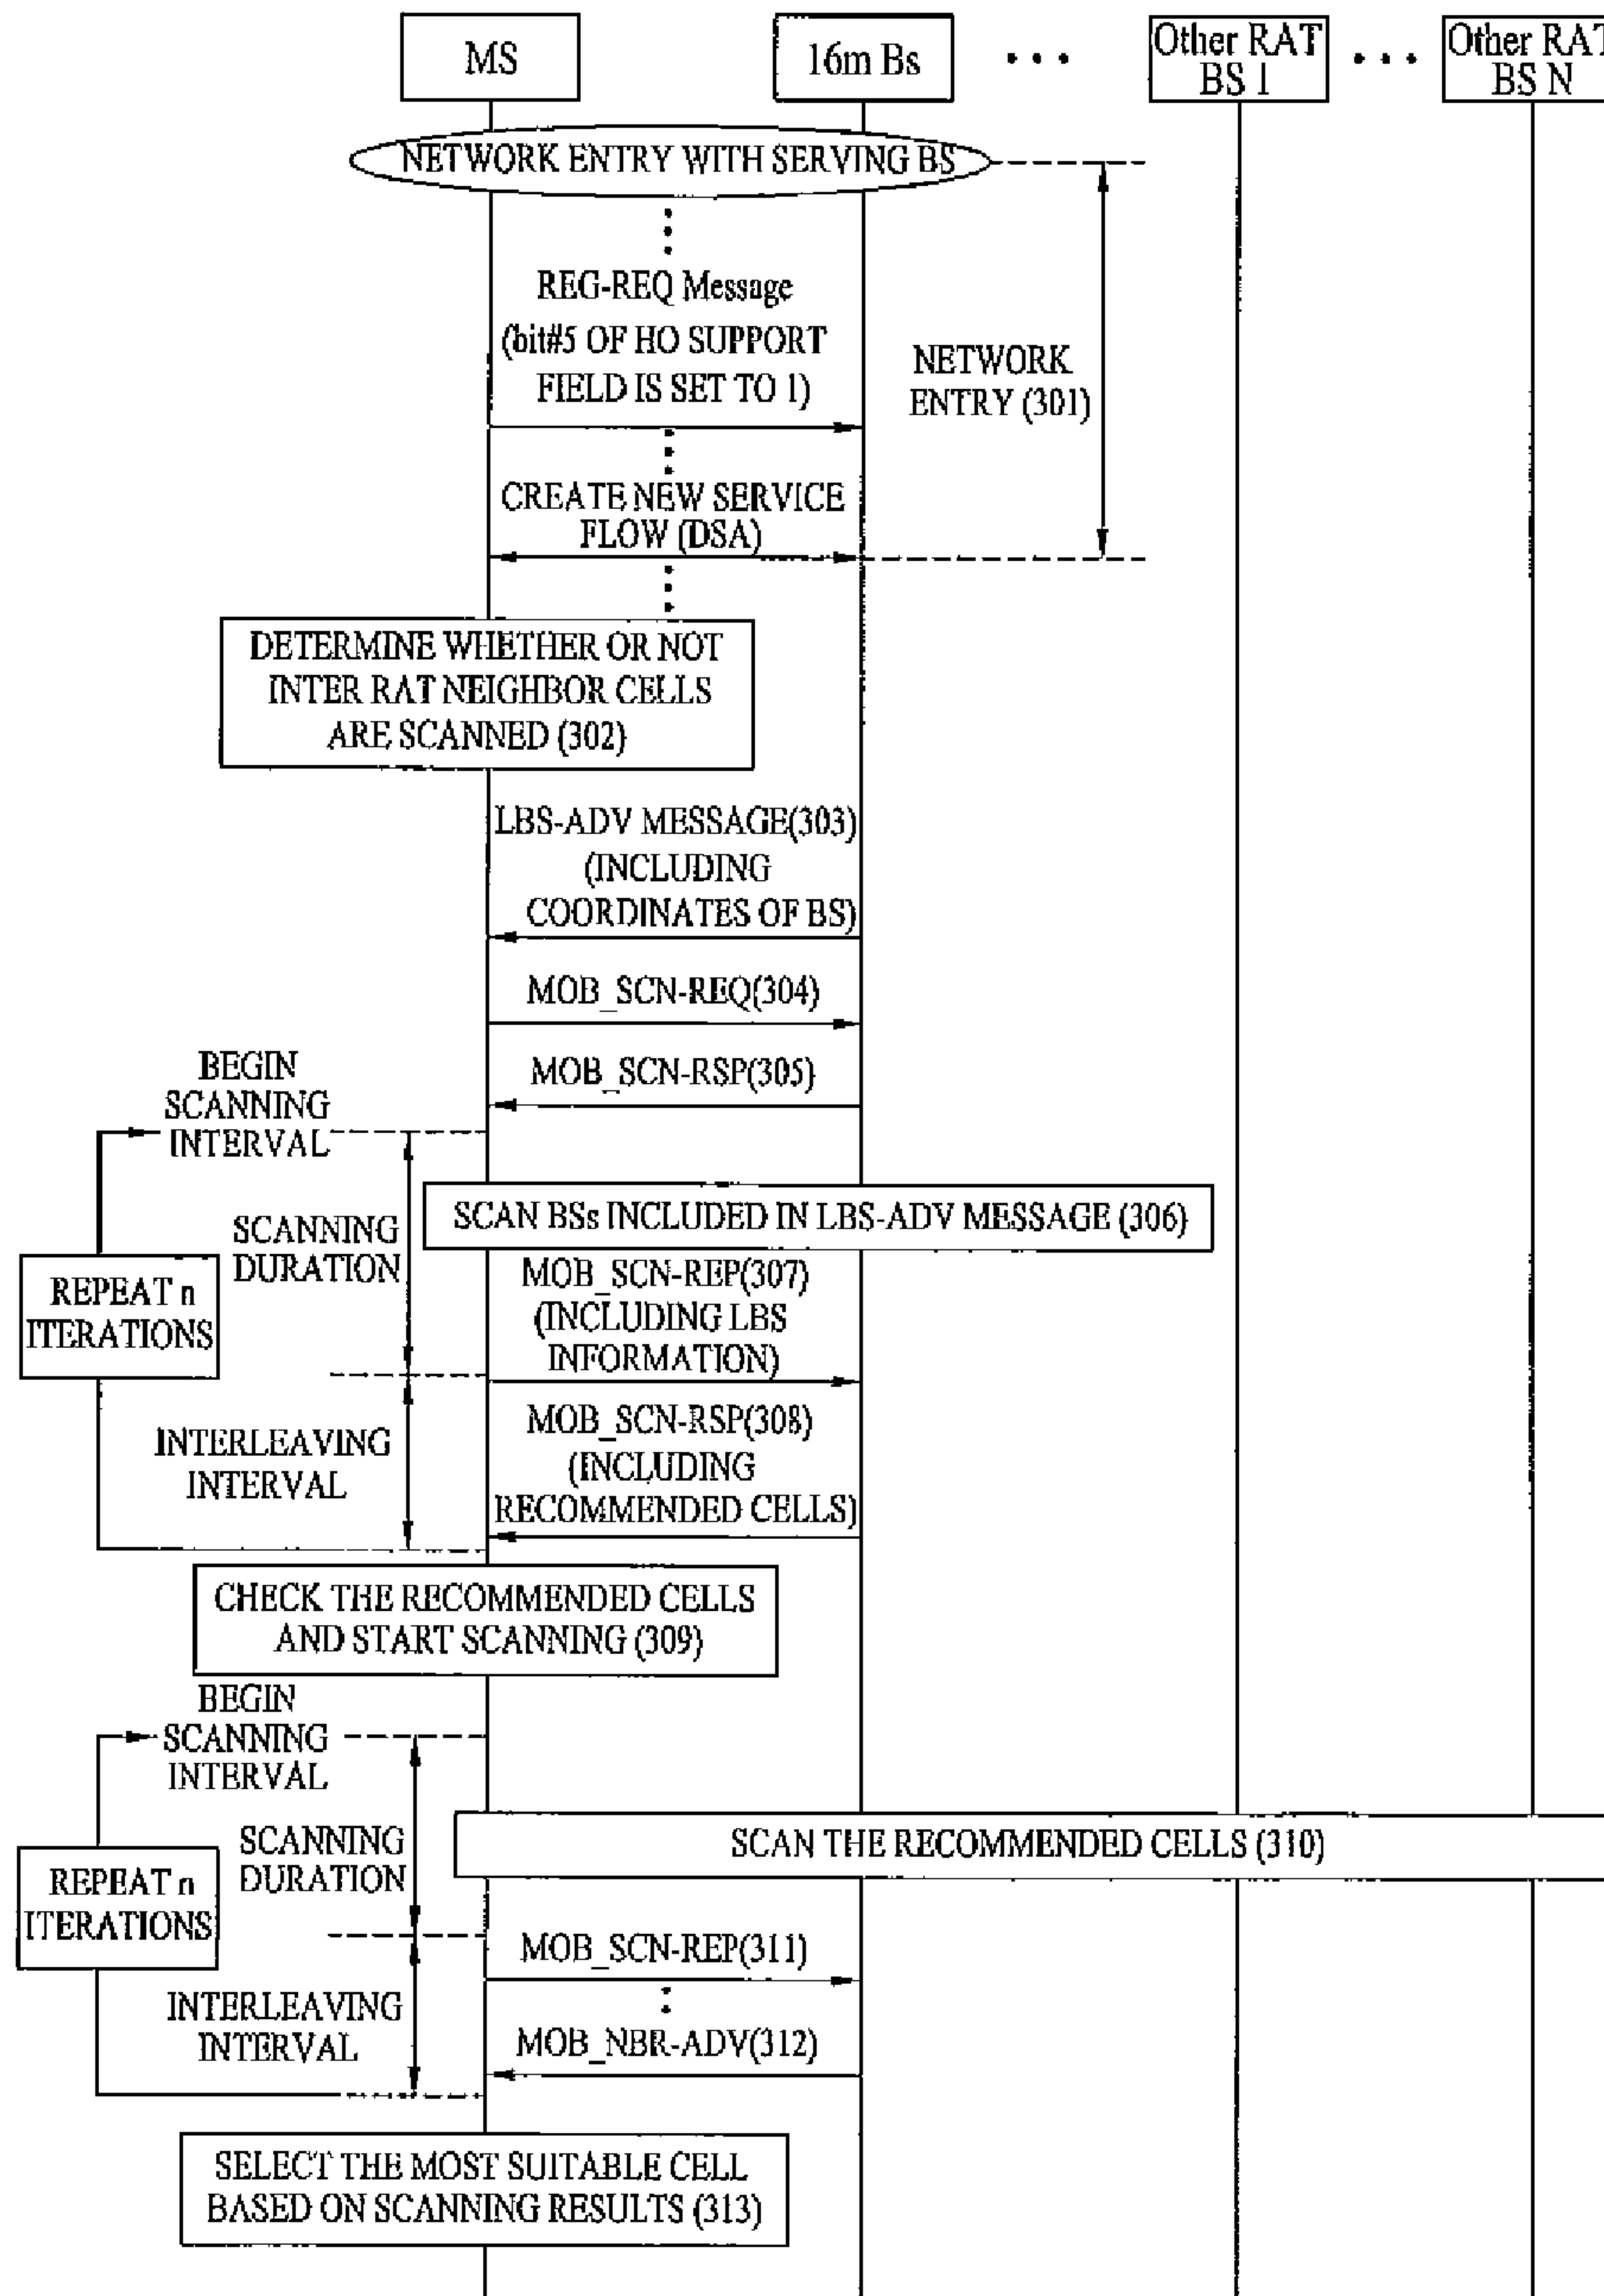 MS
16m Bs
Other RAT
BS 1
Other RAT
BS N
NETWORK ENTRY WITH SERVING BS
REG-REQ Message
(bit#5 OF HO SUPPORT
FIELD IS SET TO 1)
NETWORK
ENTRY (301)
CREATE NEW SERVICE
FLOW (DSA)
DETERMINE WHETHER OR NOT
INTER RAT NEIGHBOR CELLS
ARE SCANNED (302)
LBS-ADV MESSAGE(303)
(INCLUDING
COORDINATES OF BS)
MOB_SCN-REQ(304)
MOB_SCN-RSP(305)
BEGIN
SCANNING
INTERVAL
SCAN BSs INCLUDED IN LBS-ADV MESSAGE (306)
SCANNING
DURATION
REPEAT n
ITERATIONS
MOB_SCN-REP(307)
(INCLUDING LBS
INFORMATION)
MOB_SCN-RSP(308)
(INCLUDING
RECOMMENDED CELLS)
INTERLEAVING
INTERVAL
CHECK THE RECOMMENDED CELLS
AND START SCANNING (309)
BEGIN
SCANNING
INTERVAL
SCAN THE RECOMMENDED CELLS (310)
SCANNING
DURATION
REPEAT n
ITERATIONS
MOB_SCN-REP(311)
INTERLEAVING
INTERVAL
MOB_NBR-ADV(312)
SELECT THE MOST SUITABLE CELL
BASED ON SCANNING RESULTS (313)